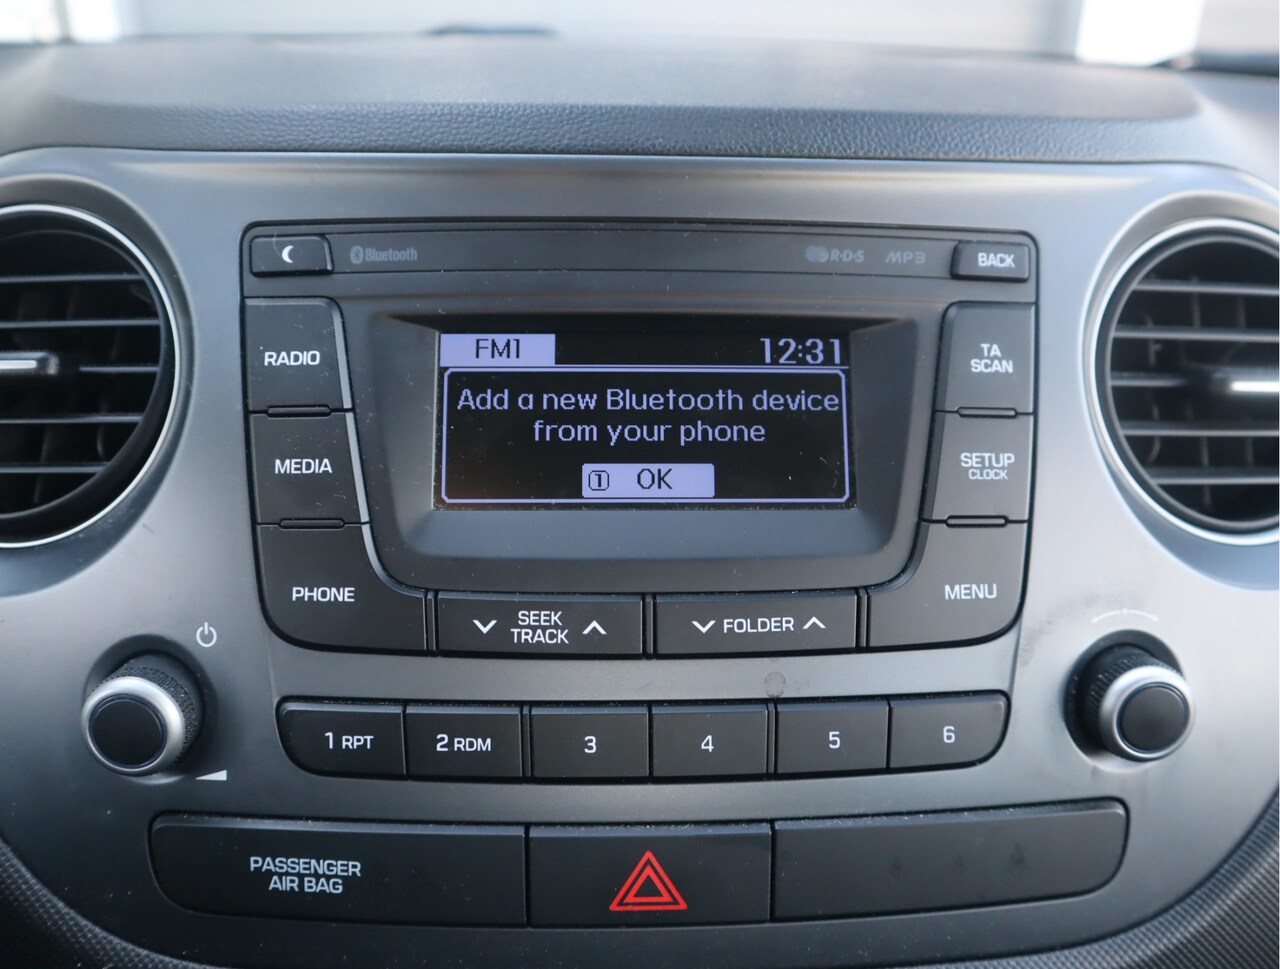 Bluetooth
R·D·S
MP3
BACK
RADIO
FM1
12:31
TA
SCAN
Add a new Bluetooth device
from your phone
MEDIA
SETUP
CLOCK
1 OK
PHONE
MENU
SEEK
TRACK
FOLDER
1 RPT
2 RDM
3
4
5
6
PASSENGER
AIR BAG